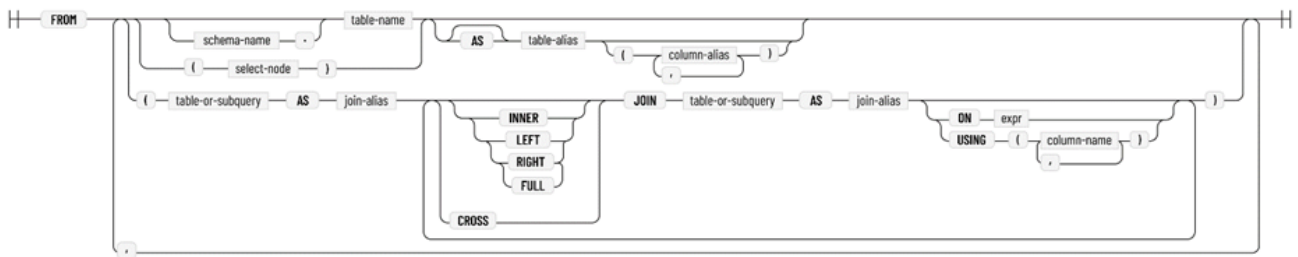 FROM table-name
AS table-alias
schema-name .
( column-alias )
( select-node )
,
( table-or-subquery AS join-alias JOIN table-or-subquery AS join-alias )
INNER
ON expr
LEFT
USING ( column-name )
RIGHT
,
FULL
CROSS
,